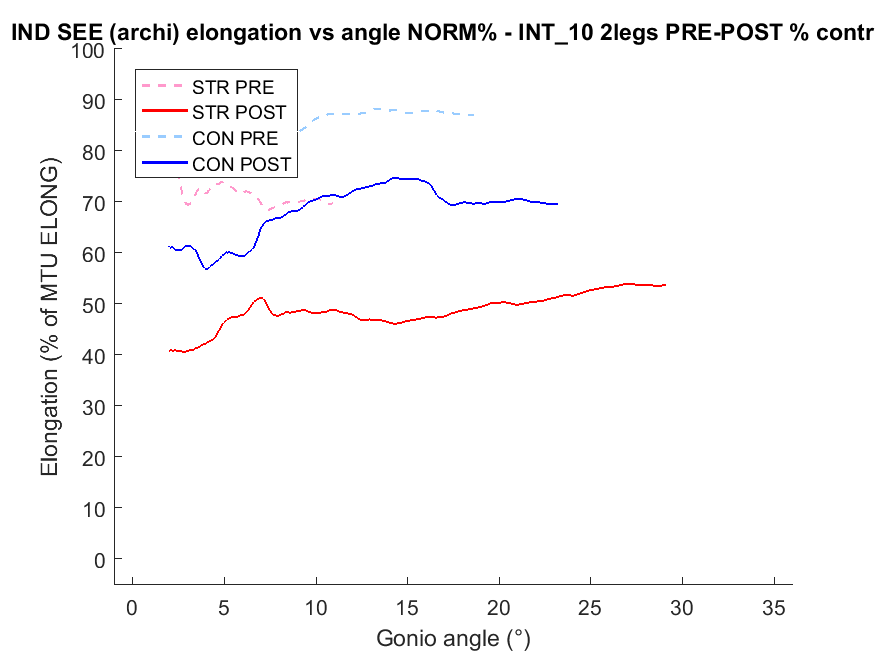 IND SEE (archi) elongation vs angle NORM% - INT_10 2legs PRE-POST % contr
100
90
80
70
60
50
40
30
20
10
0
Elongation (% of MTU ELONG)
STR PRE
STR POST
CON PRE
CON POST
0 5 10 15 20 25 30 35
Gonio angle (°)